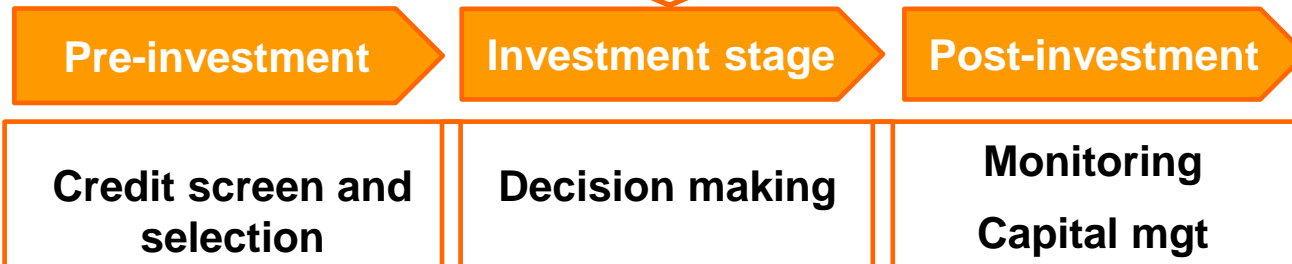 Pre-investment
Investment stage
Post-investment
Credit screen and
selection
Decision making
Monitoring
Capital mgt